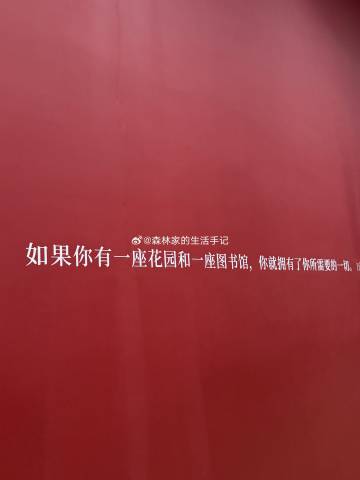 @森林家的生活手记
如果你有一座花园和一座图书馆，你就拥有了你所需要的一切。